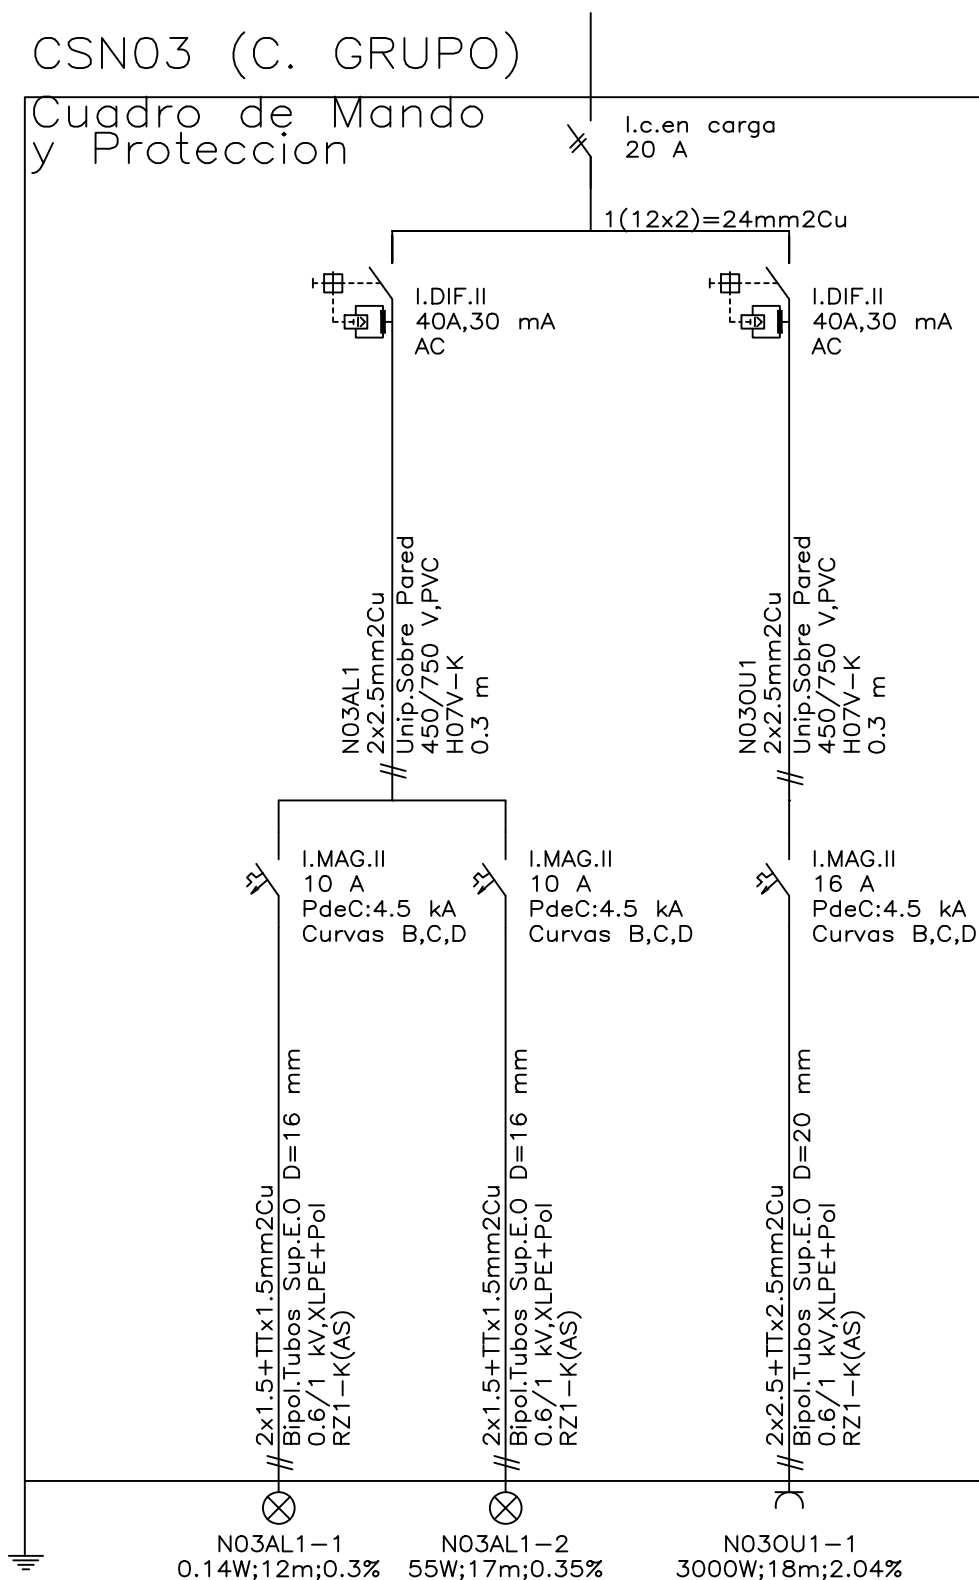 CSN03 (C. GRUPO)
Cuadro de Mando
y Proteccion
I.c.en carga
20 A
1(12x2)=24mm2Cu
I.DIF.II
40A,30 mA
AC
I.DIF.II
40A,30 mA
AC
N03AL1
2x2.5mm2Cu
Unip.Sobre Pared
450/750 V,PVC
H07V-K
0.3 m
N03OU1
2x2.5mm2Cu
Unip.Sobre Pared
450/750 V,PVC
H07V-K
0.3 m
I.MAG.II
10 A
PdeC:4.5 kA
Curvas B,C,D
I.MAG.II
10 A
PdeC:4.5 kA
Curvas B,C,D
I.MAG.II
16 A
PdeC:4.5 kA
Curvas B,C,D
2x1.5+TTx1.5mm2Cu
Bipol.Tubos Sup.E.O D=16 mm
0.6/1 kV,XLPE+Pol
RZ1-K(AS)
2x1.5+TTx1.5mm2Cu
Bipol.Tubos Sup.E.O D=16 mm
0.6/1 kV,XLPE+Pol
RZ1-K(AS)
2x2.5+TTx2.5mm2Cu
Bipol.Tubos Sup.E.O D=20 mm
0.6/1 kV,XLPE+Pol
RZ1-K(AS)
N03AL1-1
0.14W;12m;0.3%
N03AL1-2
55W;17m;0.35%
N03OU1-1
3000W;18m;2.04%